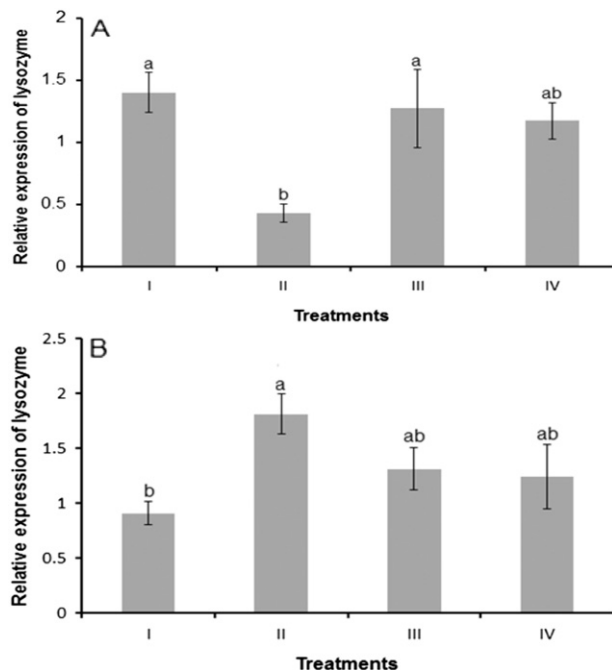 A
Relative expression of lysozyme
2
1.5
1
0.5
0
a
b
a
ab
I II III IV
Treatments
B
Relative expression of lysozyme
2.5
2
1.5
1
0.5
0
b
a
ab
ab
I II III IV
Treatments